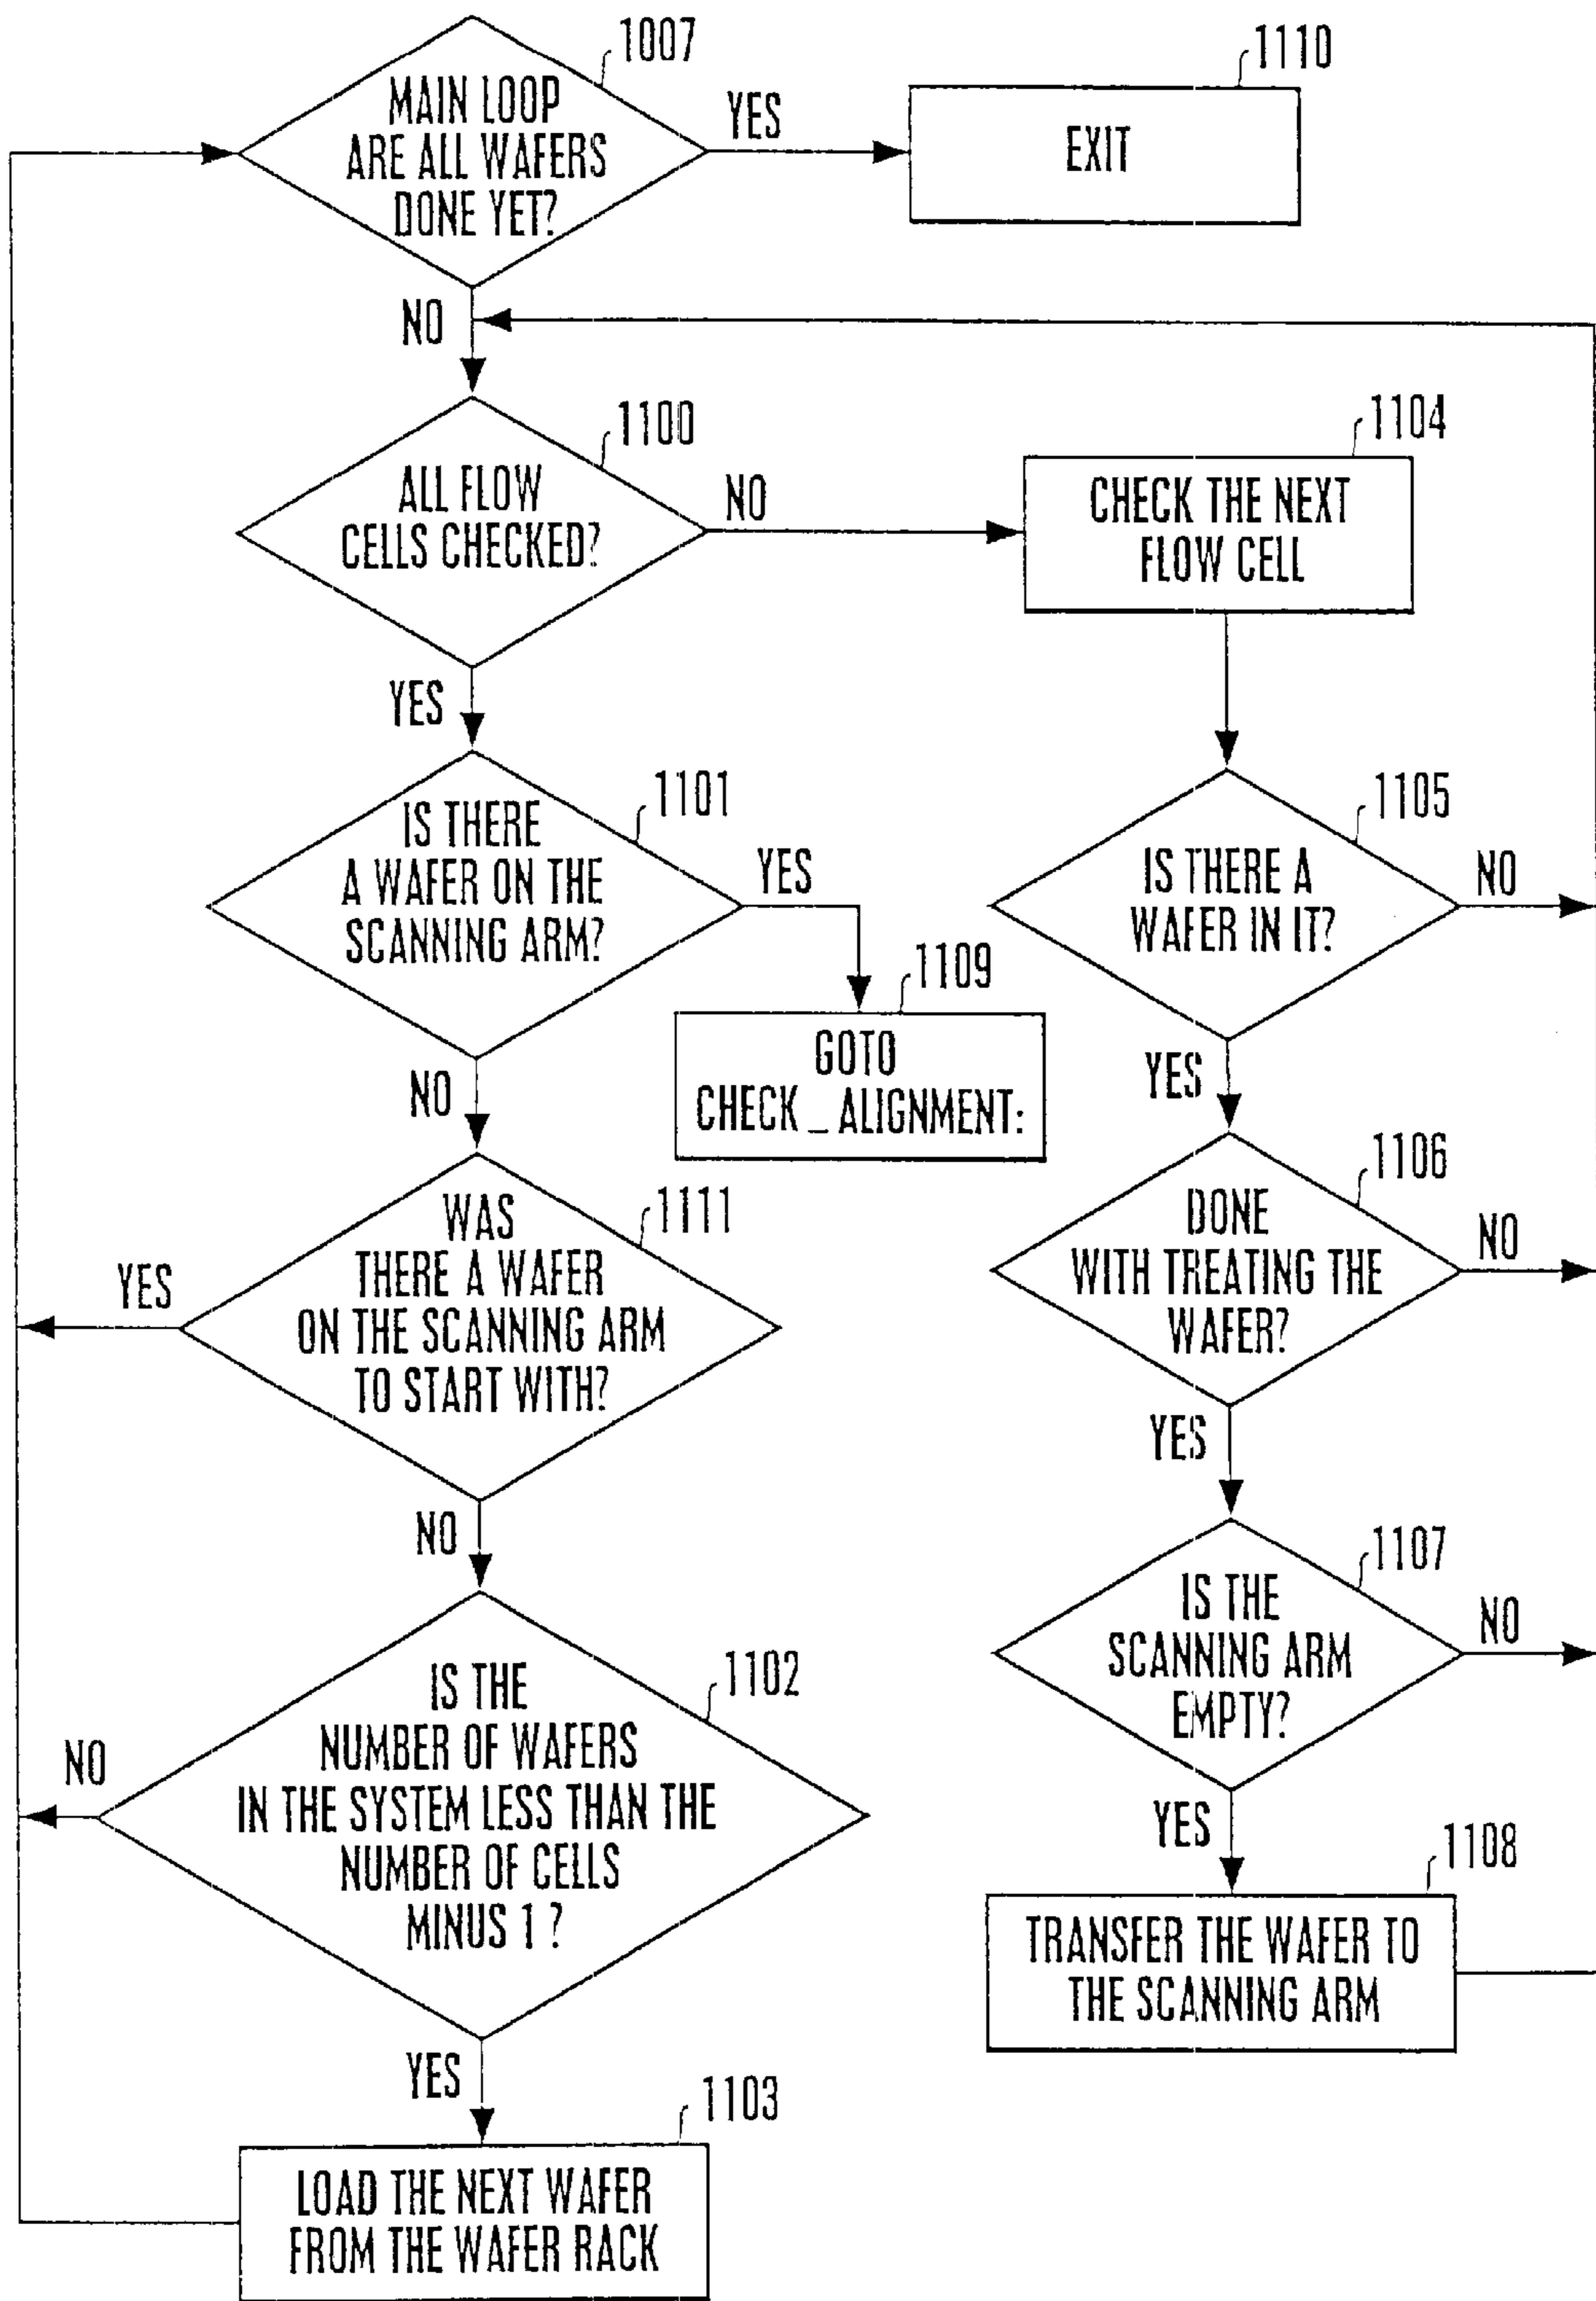 1007
MAIN LOOP
ARE ALL WAFERS
DONE YET?
YES
1110
EXIT
NO
1100
ALL FLOW
CELLS CHECKED?
NO
1104
CHECK THE NEXT
FLOW CELL
YES
1101
IS THERE
A WAFER ON THE
SCANNING ARM?
YES
1109
GOTO
CHECK_ALIGNMENT:
1105
IS THERE A
WAFER IN IT?
NO
YES
NO
1111
WAS
THERE A WAFER
ON THE SCANNING ARM
TO START WITH?
YES
1106
DONE
WITH TREATING THE
WAFER?
NO
YES
NO
1107
IS THE
SCANNING ARM
EMPTY?
NO
YES
1102
IS THE
NUMBER OF WAFERS
IN THE SYSTEM LESS THAN THE
NUMBER OF CELLS
MINUS 1 ?
NO
1108
TRANSFER THE WAFER TO
THE SCANNING ARM
YES
1103
LOAD THE NEXT WAFER
FROM THE WAFER RACK